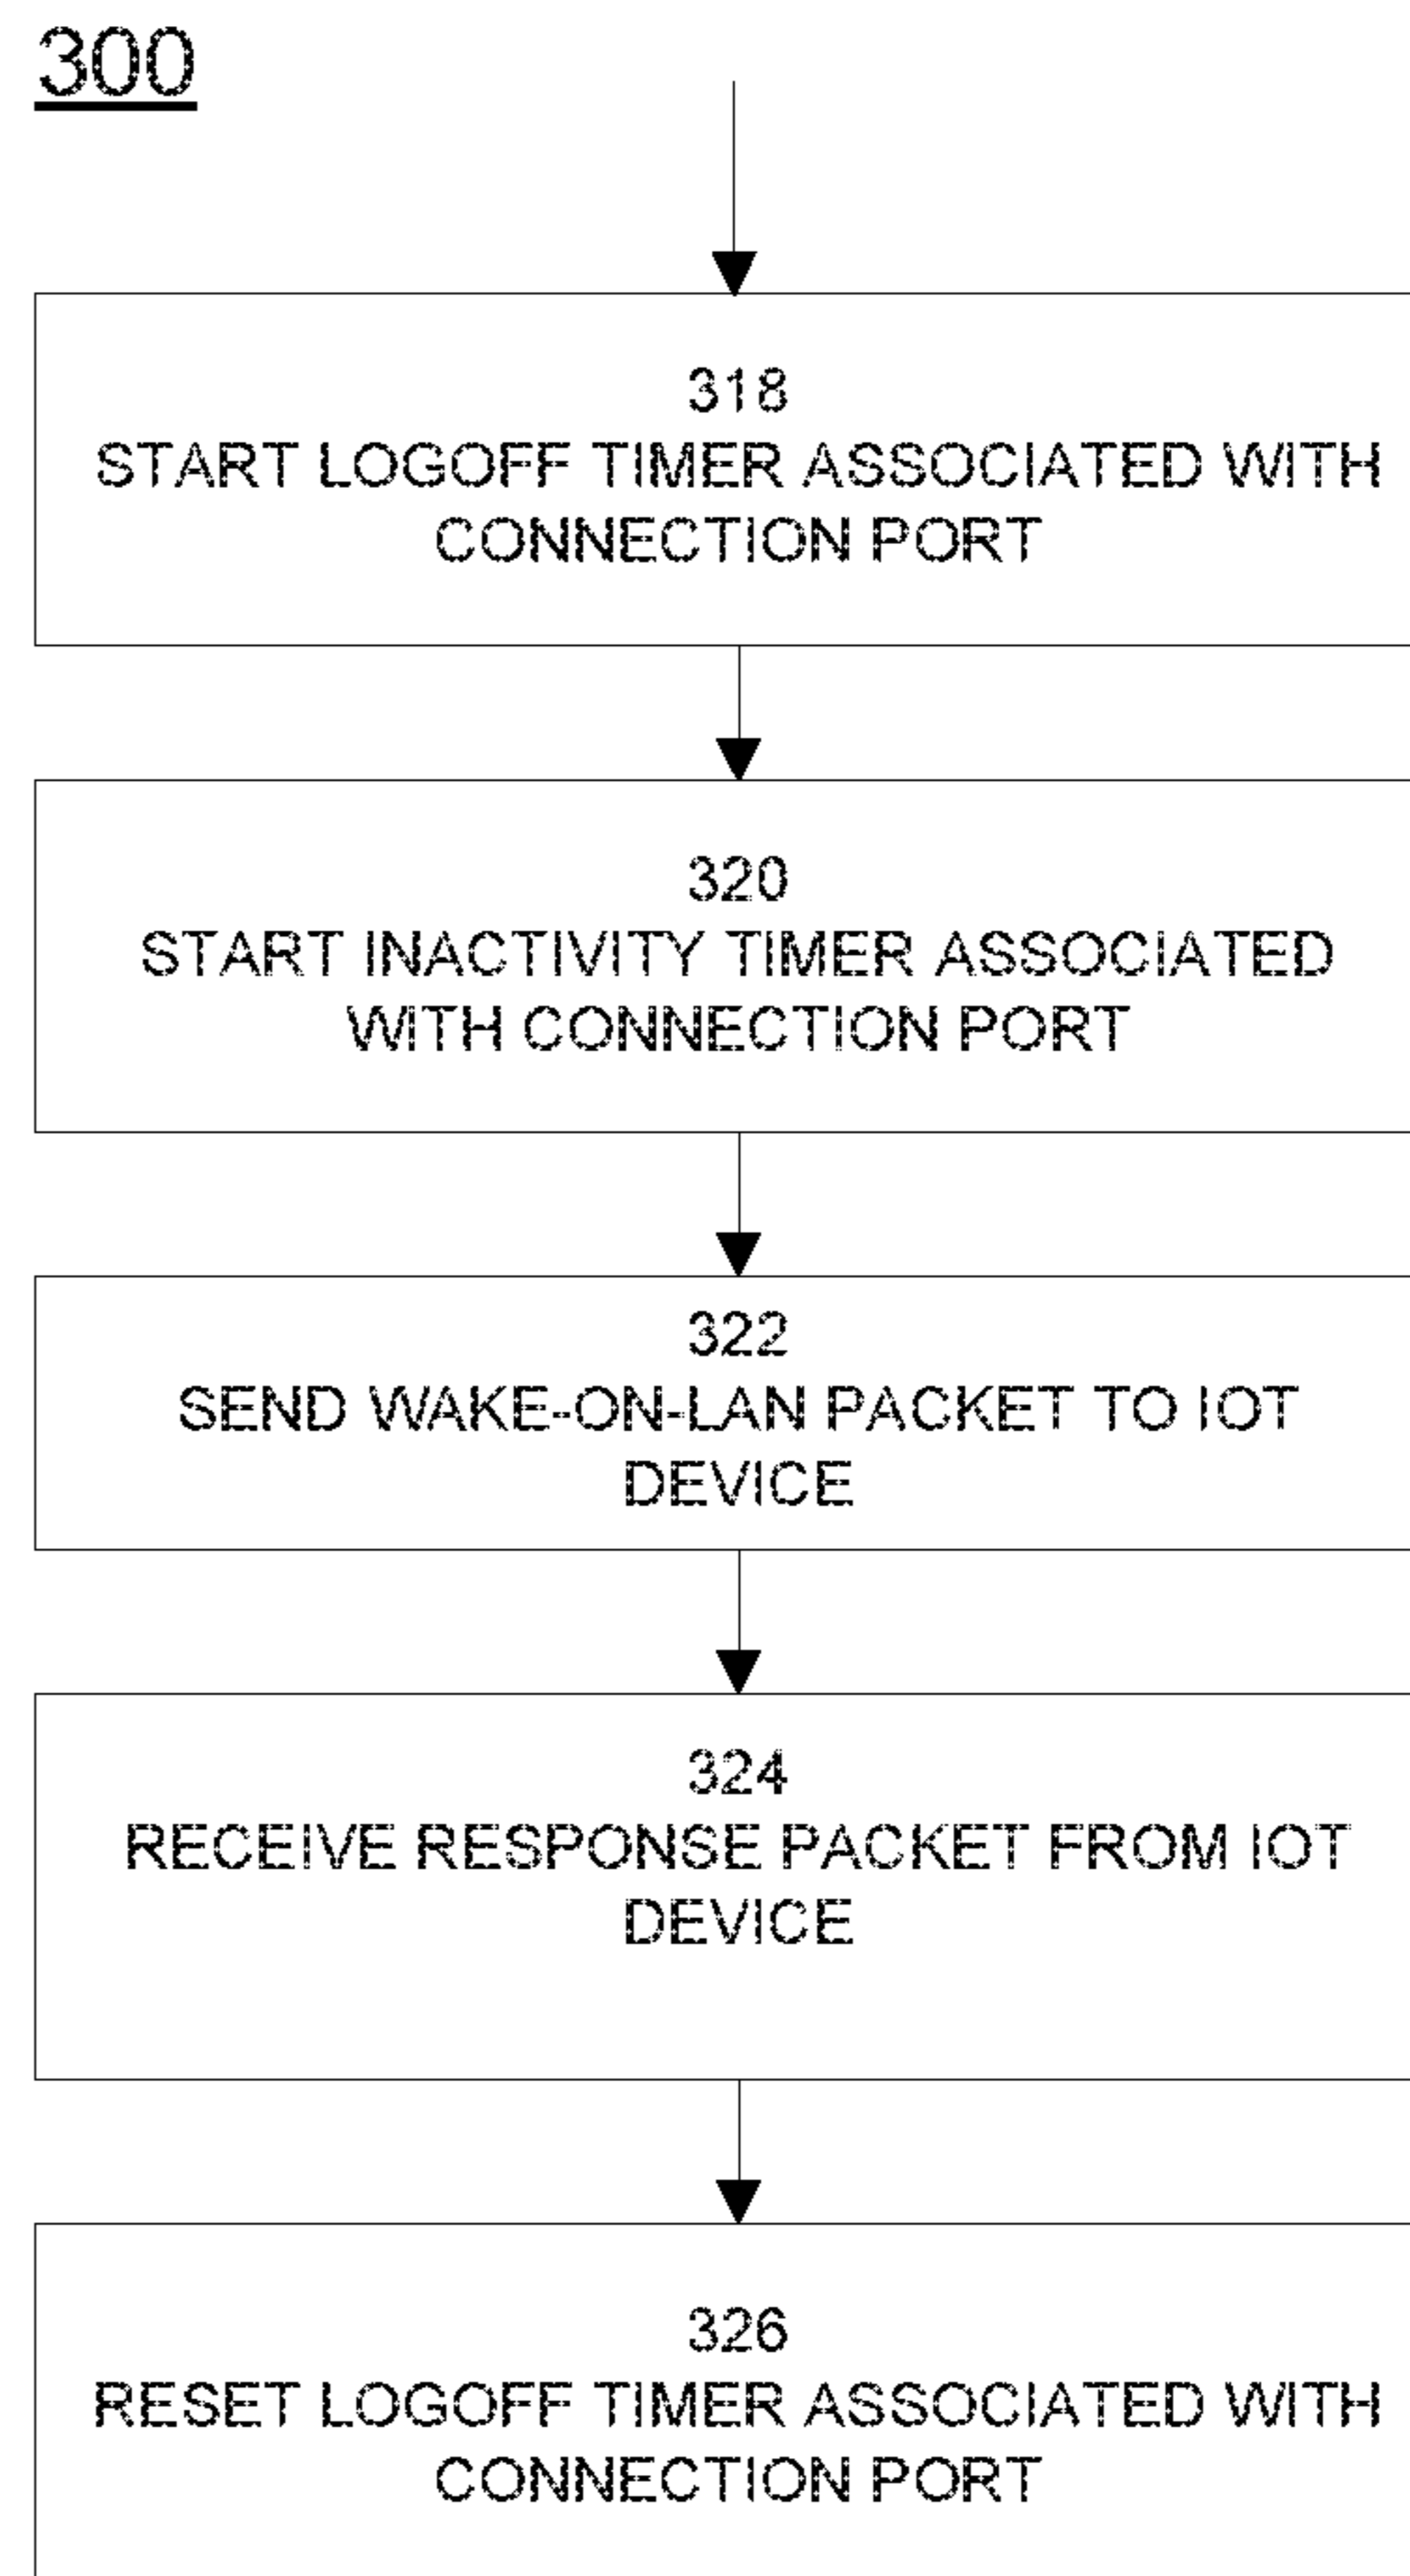 300
318
START LOGOFF TIMER ASSOCIATED WITH
CONNECTION PORT
320
START INACTIVITY TIMER ASSOCIATED
WITH CONNECTION PORT
322
SEND WAKE-ON-LAN PACKET TO IOT
DEVICE
324
RECEIVE RESPONSE PACKET FROM IOT
DEVICE
326
RESET LOGOFF TIMER ASSOCIATED WITH
CONNECTION PORT